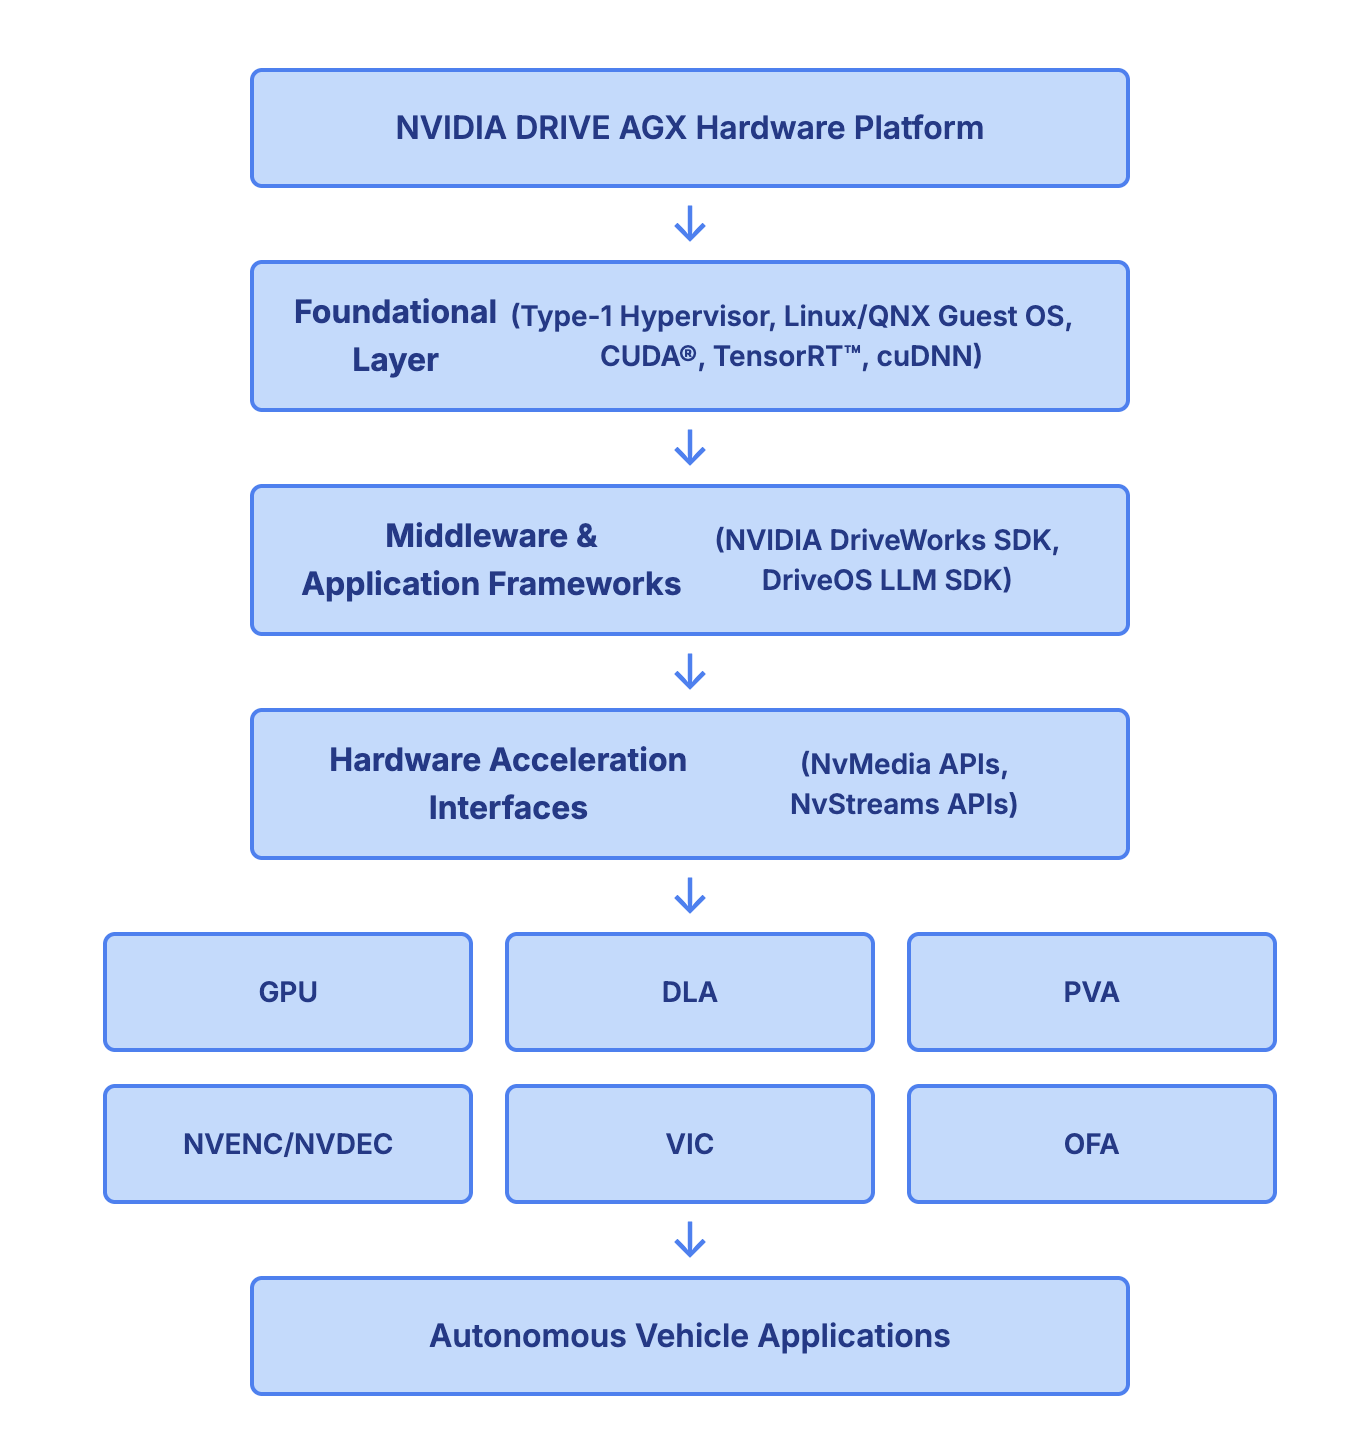 NVIDIA DRIVE AGX Hardware Platform
Foundational
Layer
(Type-1 Hypervisor, Linux/QNX Guest OS,
CUDA®, TensorRT™, cuDNN)
Middleware &
Application Frameworks
(NVIDIA DriveWorks SDK,
DriveOS LLM SDK)
Hardware Acceleration
Interfaces
(NvMedia APIs,
NvStreams APIs)
GPU
DLA
PVA
NVENC/NVDEC
VIC
OFA
Autonomous Vehicle Applications